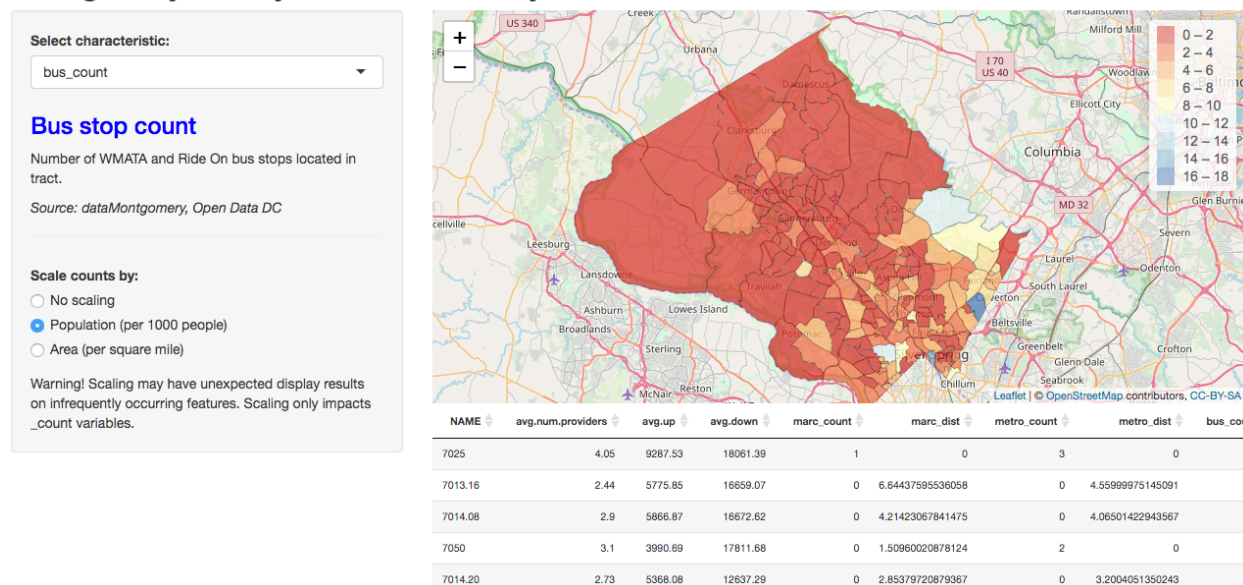 Select characteristic:
bus_count
Bus stop count
Number of WMATA and Ride On bus stops located in
tract.
Source: dataMontgomery, Open Data DC
Scale counts by:
No scaling
Population (per 1000 people)
Area (per square mile)
Warning! Scaling may have unexpected display results
on infrequently occurring features. Scaling only impacts
_count variables.
+
−
US 340
Creek
Randallstown
Milford Mill
Urbana
I 70
US 40
Woodlawn
Baltimo
Damascus
Ellicott City
Clarksburg
Columbia
Germantown
MD 32
Glen Burnie
Gaithersburg
Derwood
Severn
Leesburg
Laurel
Odenton
Lansdowne
Travilah
South Laurel
Ashburn
Lowes Island
Beltsville
Broadlands
Potomac
Greenbelt
Crofton
Sterling
Silver Spring
Glenn Dale
Chillum
Seabrook
McNair
Reston
0 – 2
2 – 4
4 – 6
6 – 8
8 – 10
10 – 12
12 – 14
14 – 16
16 – 18
Leaflet | © OpenStreetMap contributors, CC-BY-SA
NAME avg.num.providers avg.up avg.down marc_count marc_dist metro_count metro_dist bus_cou
7025 4.05 9287.53 18061.39 1 0 3 0
7013.16 2.44 5775.85 16659.07 0 6.64437595536058 0 4.55999975145091
7014.08 2.9 5866.87 16672.62 0 4.21423067841475 0 4.06501422943567
7050 3.1 3990.69 17811.68 0 1.50960020878124 2 0
7014.20 2.73 5368.08 12637.29 0 2.85379720879367 0 3.2004051350243